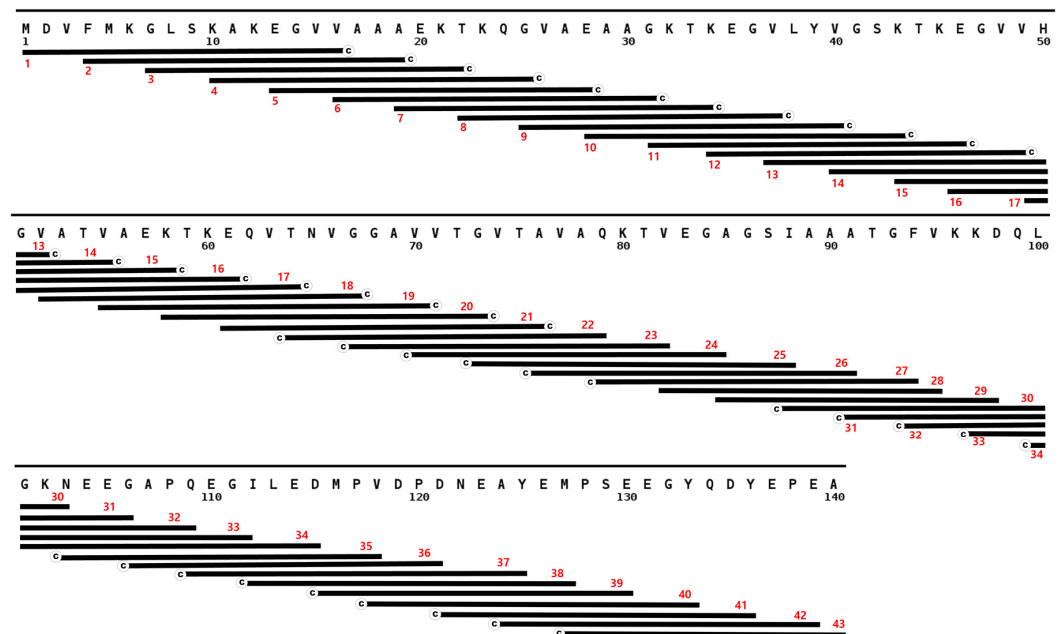 M D V F M K G L S K A K E G V V A A A E K T K Q G V A E A A G K T K E G V L Y V G S K T K E G V V H
1 10 20 30 40 50
c
1 2 c
3 c
4 c
5 c
6 c
7 c
8 c
9 c
10 c
11 c
12 c
13
14
15
16
17
G V A T V A E K T K E Q V T N V G G A V V T G V T A V A Q K T V E G A G S I A A A T G F V K K D Q L
60 70 80 90 100
13 c
14 c
15 c
16 c
17 c
18 c
19 c
20 c
21 c
c 22
c 23
c 24
c 25
c 26
c 27
28
29
c 30
c 31
c 32
c 33
c 34
G K N E E G A P Q E G I L E D M P V D P D N E A Y E M P S E E G Y Q D Y E P E A
110 120 130 140
30
31
32
33
34
c 35
c 36
c 37
c 38
c 39
c 40
c 41
c 42
c 43